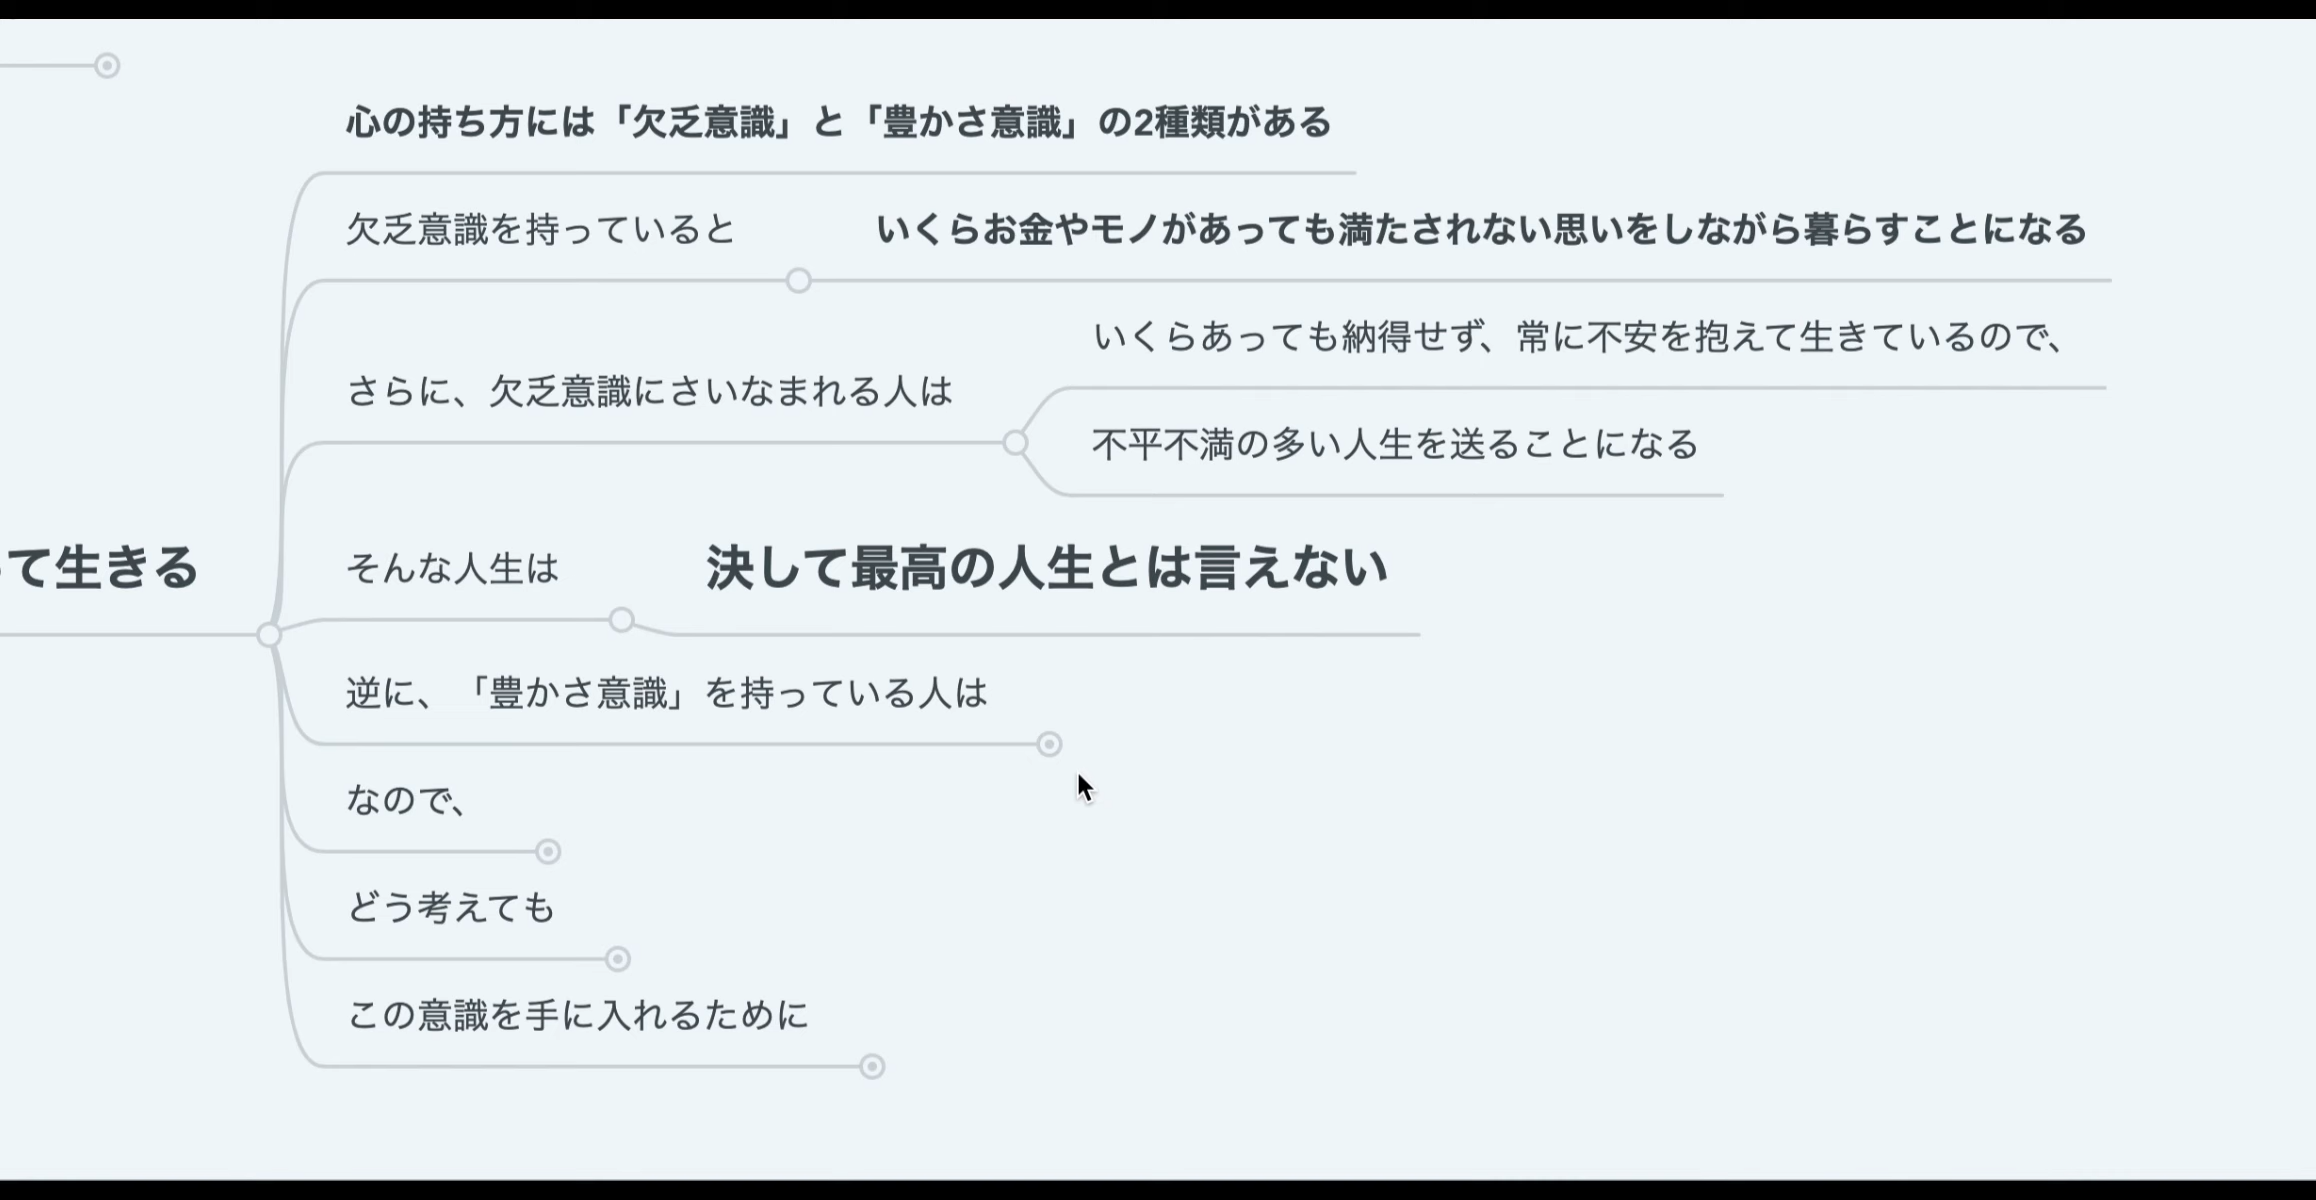 心の持ち方には「欠乏意識」と「豊かさ意識」の2種類がある
欠乏意識を持っていると
いくらお金やモノがあっても満たされない思いをしながら暮らすことになる
さらに、欠乏意識にさいなまれる人は
いくらあっても納得せず、常に不安を抱えて生きているので、
不平不満の多い人生を送ることになる
て生きる
そんな人生は
決して最高の人生とは言えない
逆に、「豊かさ意識」を持っている人は
なので、
どう考えても
この意識を手に入れるために